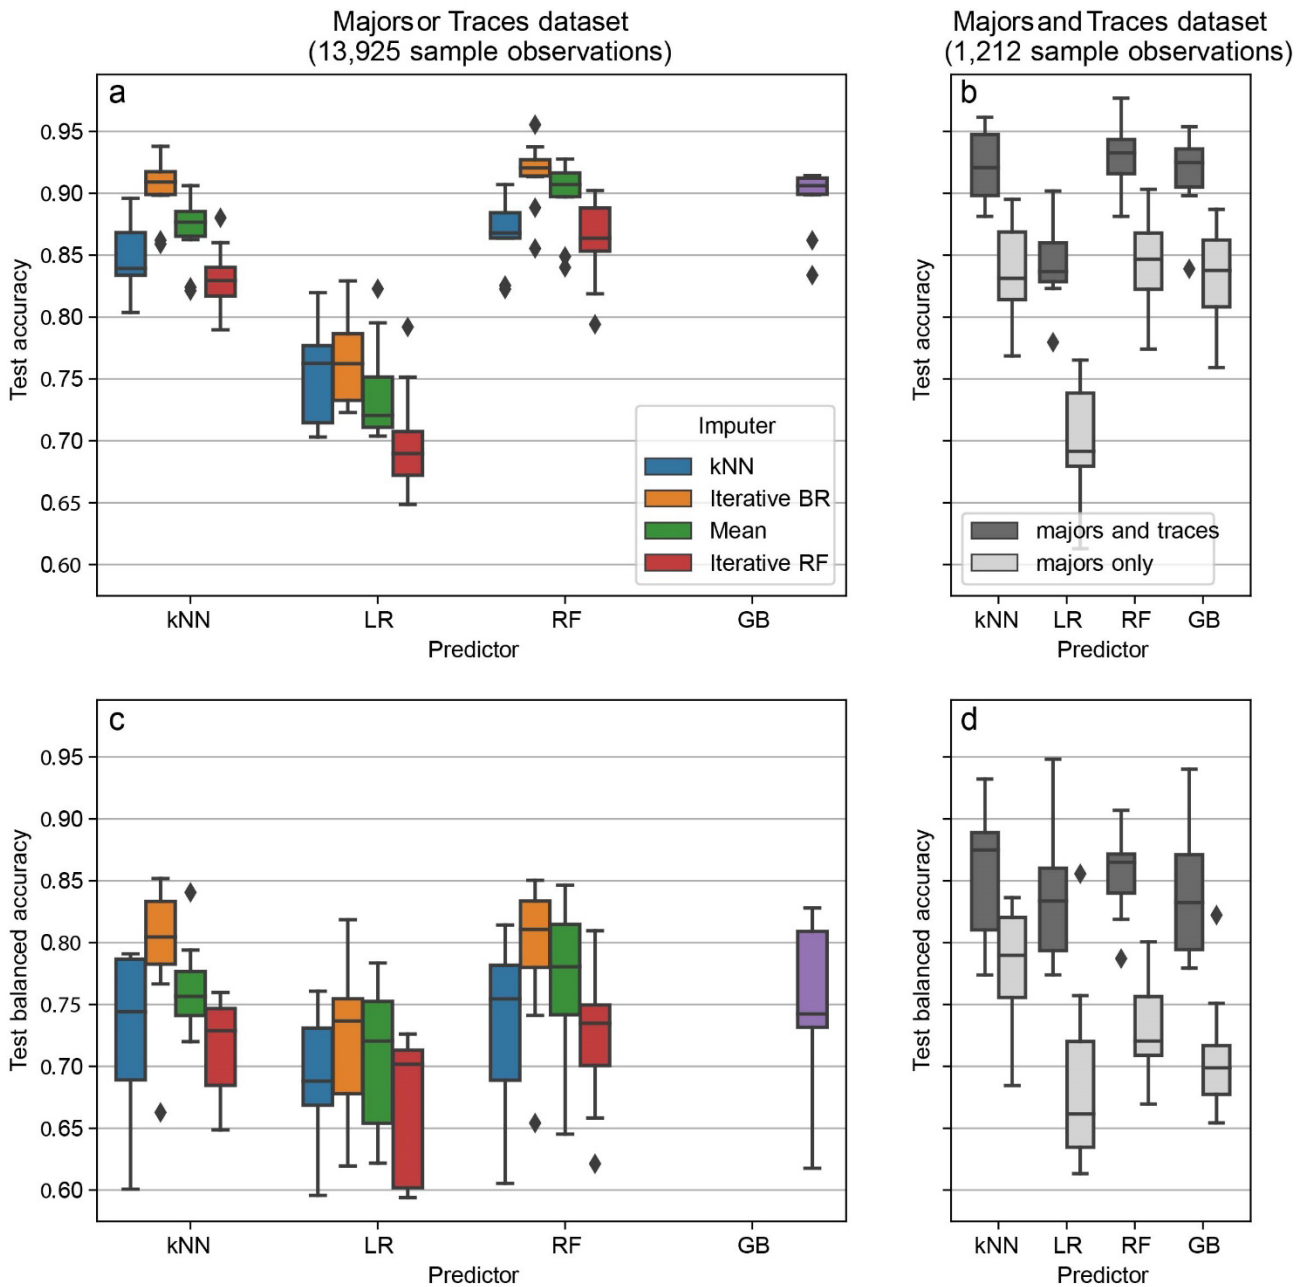 Majors or Traces dataset
(13,925 sample observations)
Majors and Traces dataset
(1,212 sample observations)
a
0.95
0.90
0.85
0.80
0.75
0.70
0.65
0.60
Test accuracy
Imputer
kNN
Iterative BR
Mean
Iterative RF
kNN LR RF GB
Predictor
b
Test accuracy
majors and traces
majors only
kNN LR RF GB
Predictor
c
0.95
0.90
0.85
0.80
0.75
0.70
0.65
0.60
Test balanced accuracy
kNN LR RF GB
Predictor
d
Test balanced accuracy
kNN LR RF GB
Predictor